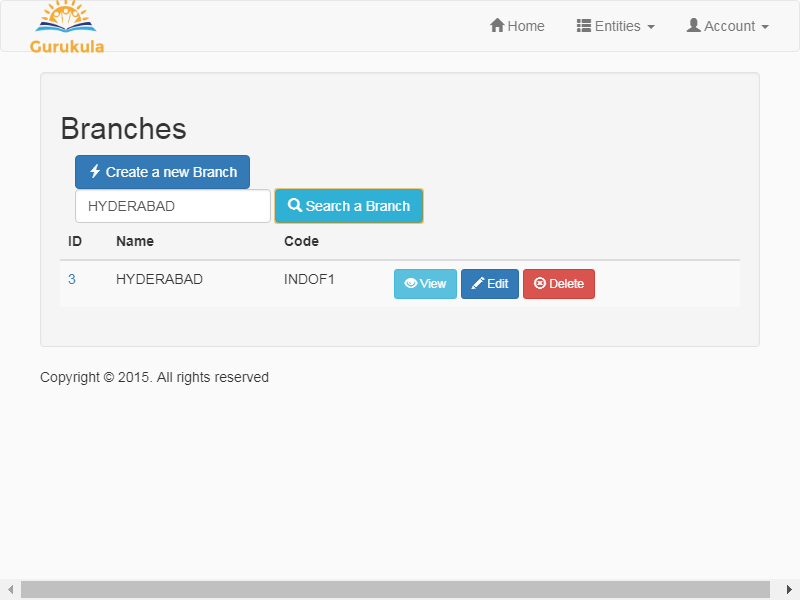 Gurukula
Home Entities Account
Branches
Create a new Branch
HYDERABAD Search a Branch
ID Name Code
3 HYDERABAD INDOF1 View Edit Delete
Copyright © 2015. All rights reserved